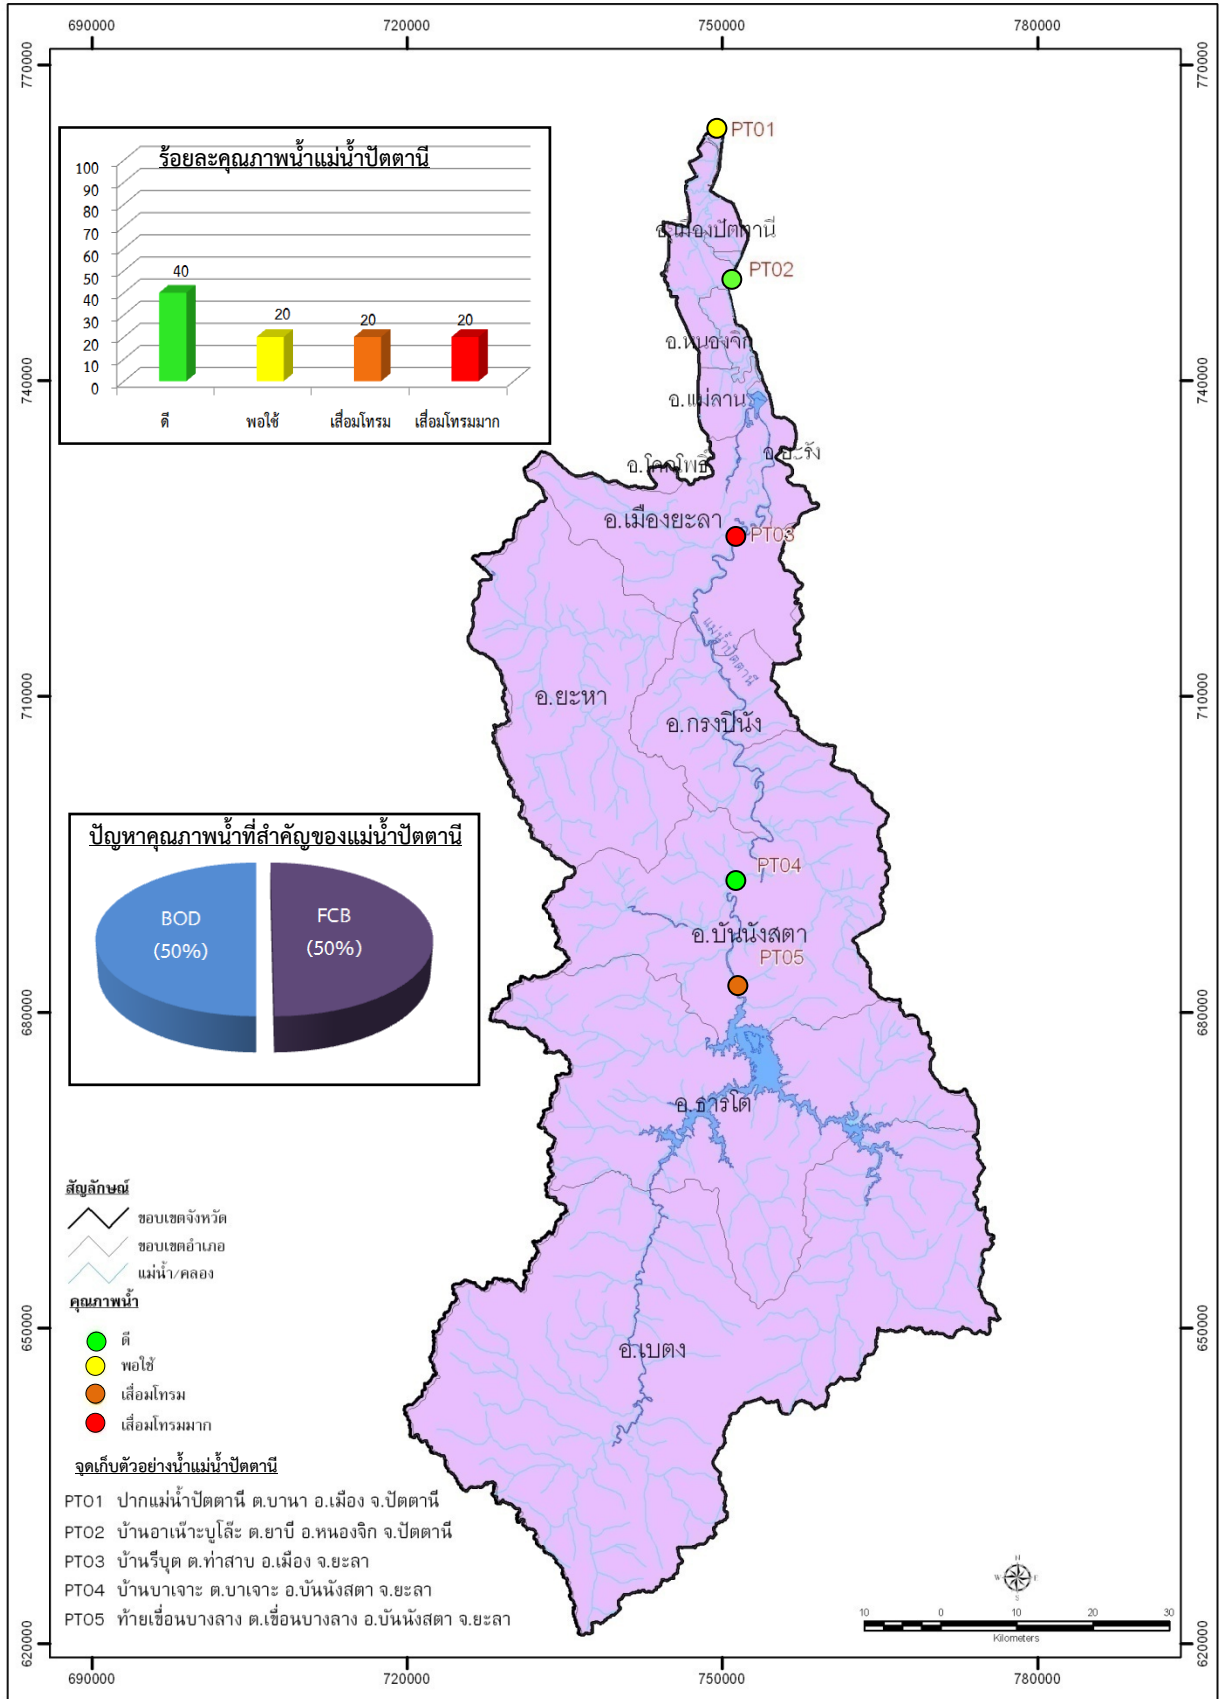 690000
720000
750000
780000
770000
770000
740000
740000
710000
710000
680000
680000
650000
650000
620000
620000
ร้อยละคุณภาพน้ำแม่น้ำปัตตานี
100
90
80
70
60
50
40
30
20
10
0
40
20
20
20
ดี
พอใช้
เสื่อมโทรม
เสื่อมโทรมมาก
PT01
อ.เมืองปัตตานี
PT02
อ.หนองจิก
อ.แม่ลาน
อ.ยะรัง
อ.โคกโพธิ์
อ.เมืองยะลา
PT03
แม่น้ำปัตตานี
อ.ยะหา
อ.กรงปินัง
ปัญหาคุณภาพน้ำที่สำคัญของแม่น้ำปัตตานี
BOD
(50%)
FCB
(50%)
PT04
อ.บันนังสตา
PT05
อ.ธารโต
อ.เบตง
สัญลักษณ์
ขอบเขตจังหวัด
ขอบเขตอำเภอ
แม่น้ำ/คลอง
คุณภาพน้ำ
ดี
พอใช้
เสื่อมโทรม
เสื่อมโทรมมาก
จุดเก็บตัวอย่างน้ำแม่น้ำปัตตานี
PT01 ปากแม่น้ำปัตตานี ต.บานา อ.เมือง จ.ปัตตานี
PT02 บ้านอาเน๊าะบูโล๊ะ ต.ยาบี อ.หนองจิก จ.ปัตตานี
PT03 บ้านรีบุต ต.ท่าสาบ อ.เมือง จ.ยะลา
PT04 บ้านบาเจาะ ต.บาเจาะ อ.บันนังสตา จ.ยะลา
PT05 ท้ายเขื่อนบางลาง ต.เขื่อนบางลาง อ.บันนังสตา จ.ยะลา
N
W
E
S
10 0 10 20 30
Kilometers
690000
720000
750000
780000